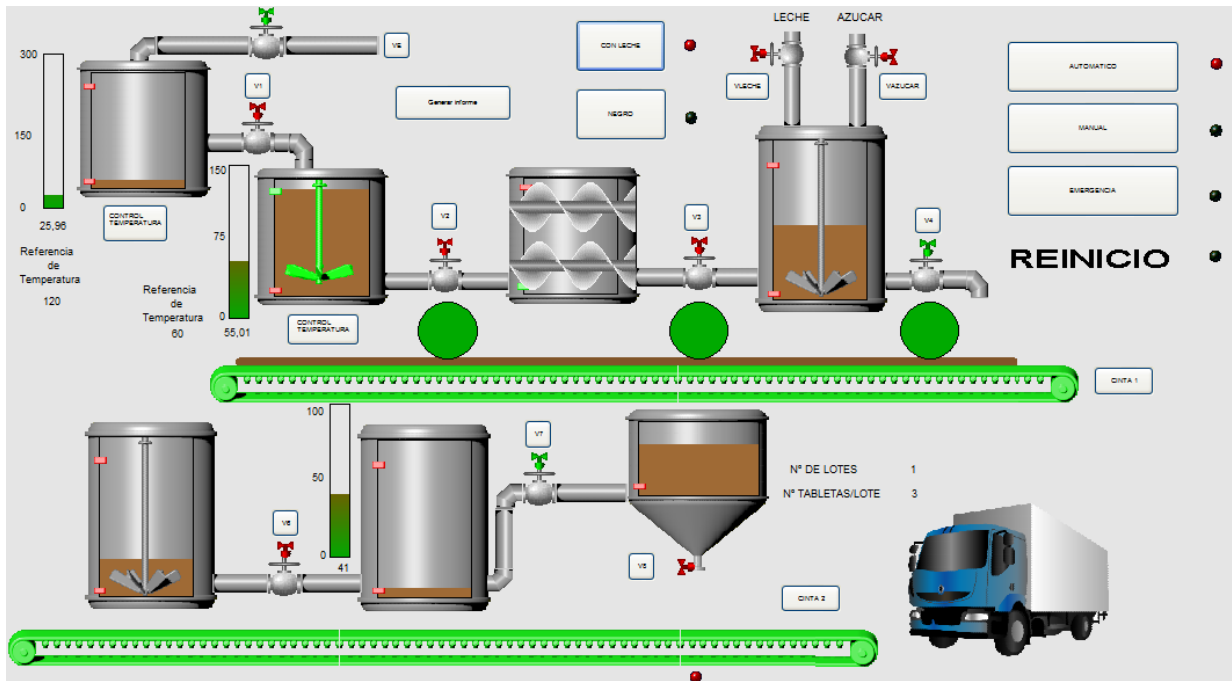 LECHE
AZUCAR
CON LECHE
300
VE
V1
VLECHE
VAZUCAR
AUTOMATICO
Generar informe
NEGRO
MANUAL
150
150
EMERGENCIA
0
25,96
CONTROL
TEMPERATURA
75
V2
V3
V4
Referencia
de
Temperatura
120
REINICIO
Referencia
de
Temperatura
60
0
55,01
CONTROL
TEMPERATURA
CINTA 1
100
V7
50
Nº DE LOTES 1
Nº TABLETAS/LOTE 3
V6
0
41
V5
CINTA 2